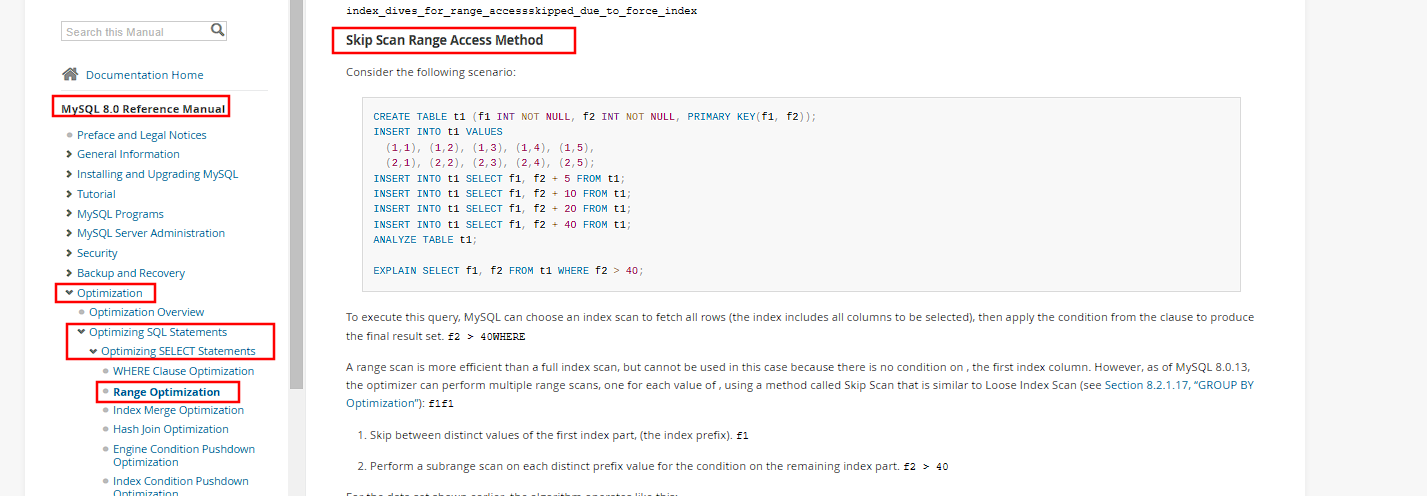 Search this Manual
Documentation Home
MySQL 8.0 Reference Manual
Preface and Legal Notices
General Information
Installing and Upgrading MySQL
Tutorial
MySQL Programs
MySQL Server Administration
Security
Backup and Recovery
Optimization
Optimization Overview
Optimizing SQL Statements
Optimizing SELECT Statements
WHERE Clause Optimization
Range Optimization
Index Merge Optimization
Hash Join Optimization
Engine Condition Pushdown
Optimization
Index Condition Pushdown
Optimization
index_dives_for_range_accessskipped_due_to_force_index
Skip Scan Range Access Method
Consider the following scenario:
CREATE TABLE t1 (f1 INT NOT NULL, f2 INT NOT NULL, PRIMARY KEY(f1, f2));
INSERT INTO t1 VALUES
(1,1), (1,2), (1,3), (1,4), (1,5),
(2,1), (2,2), (2,3), (2,4), (2,5);
INSERT INTO t1 SELECT f1, f2 + 5 FROM t1;
INSERT INTO t1 SELECT f1, f2 + 10 FROM t1;
INSERT INTO t1 SELECT f1, f2 + 20 FROM t1;
INSERT INTO t1 SELECT f1, f2 + 40 FROM t1;
ANALYZE TABLE t1;
EXPLAIN SELECT f1, f2 FROM t1 WHERE f2 > 40;
To execute this query, MySQL can choose an index scan to fetch all rows (the index includes all columns to be selected), then apply the condition from the clause to produce
the final result set. f2 > 40WHERE
A range scan is more efficient than a full index scan, but cannot be used in this case because there is no condition on , the first index column. However, as of MySQL 8.0.13,
the optimizer can perform multiple range scans, one for each value of , using a method called Skip Scan that is similar to Loose Index Scan (see Section 8.2.1.17, “GROUP BY
Optimization”): f1f1
1. Skip between distinct values of the first index part, (the index prefix). f1
2. Perform a subrange scan on each distinct prefix value for the condition on the remaining index part. f2 > 40
For the data set shown earlier, the algorithm operates like this: